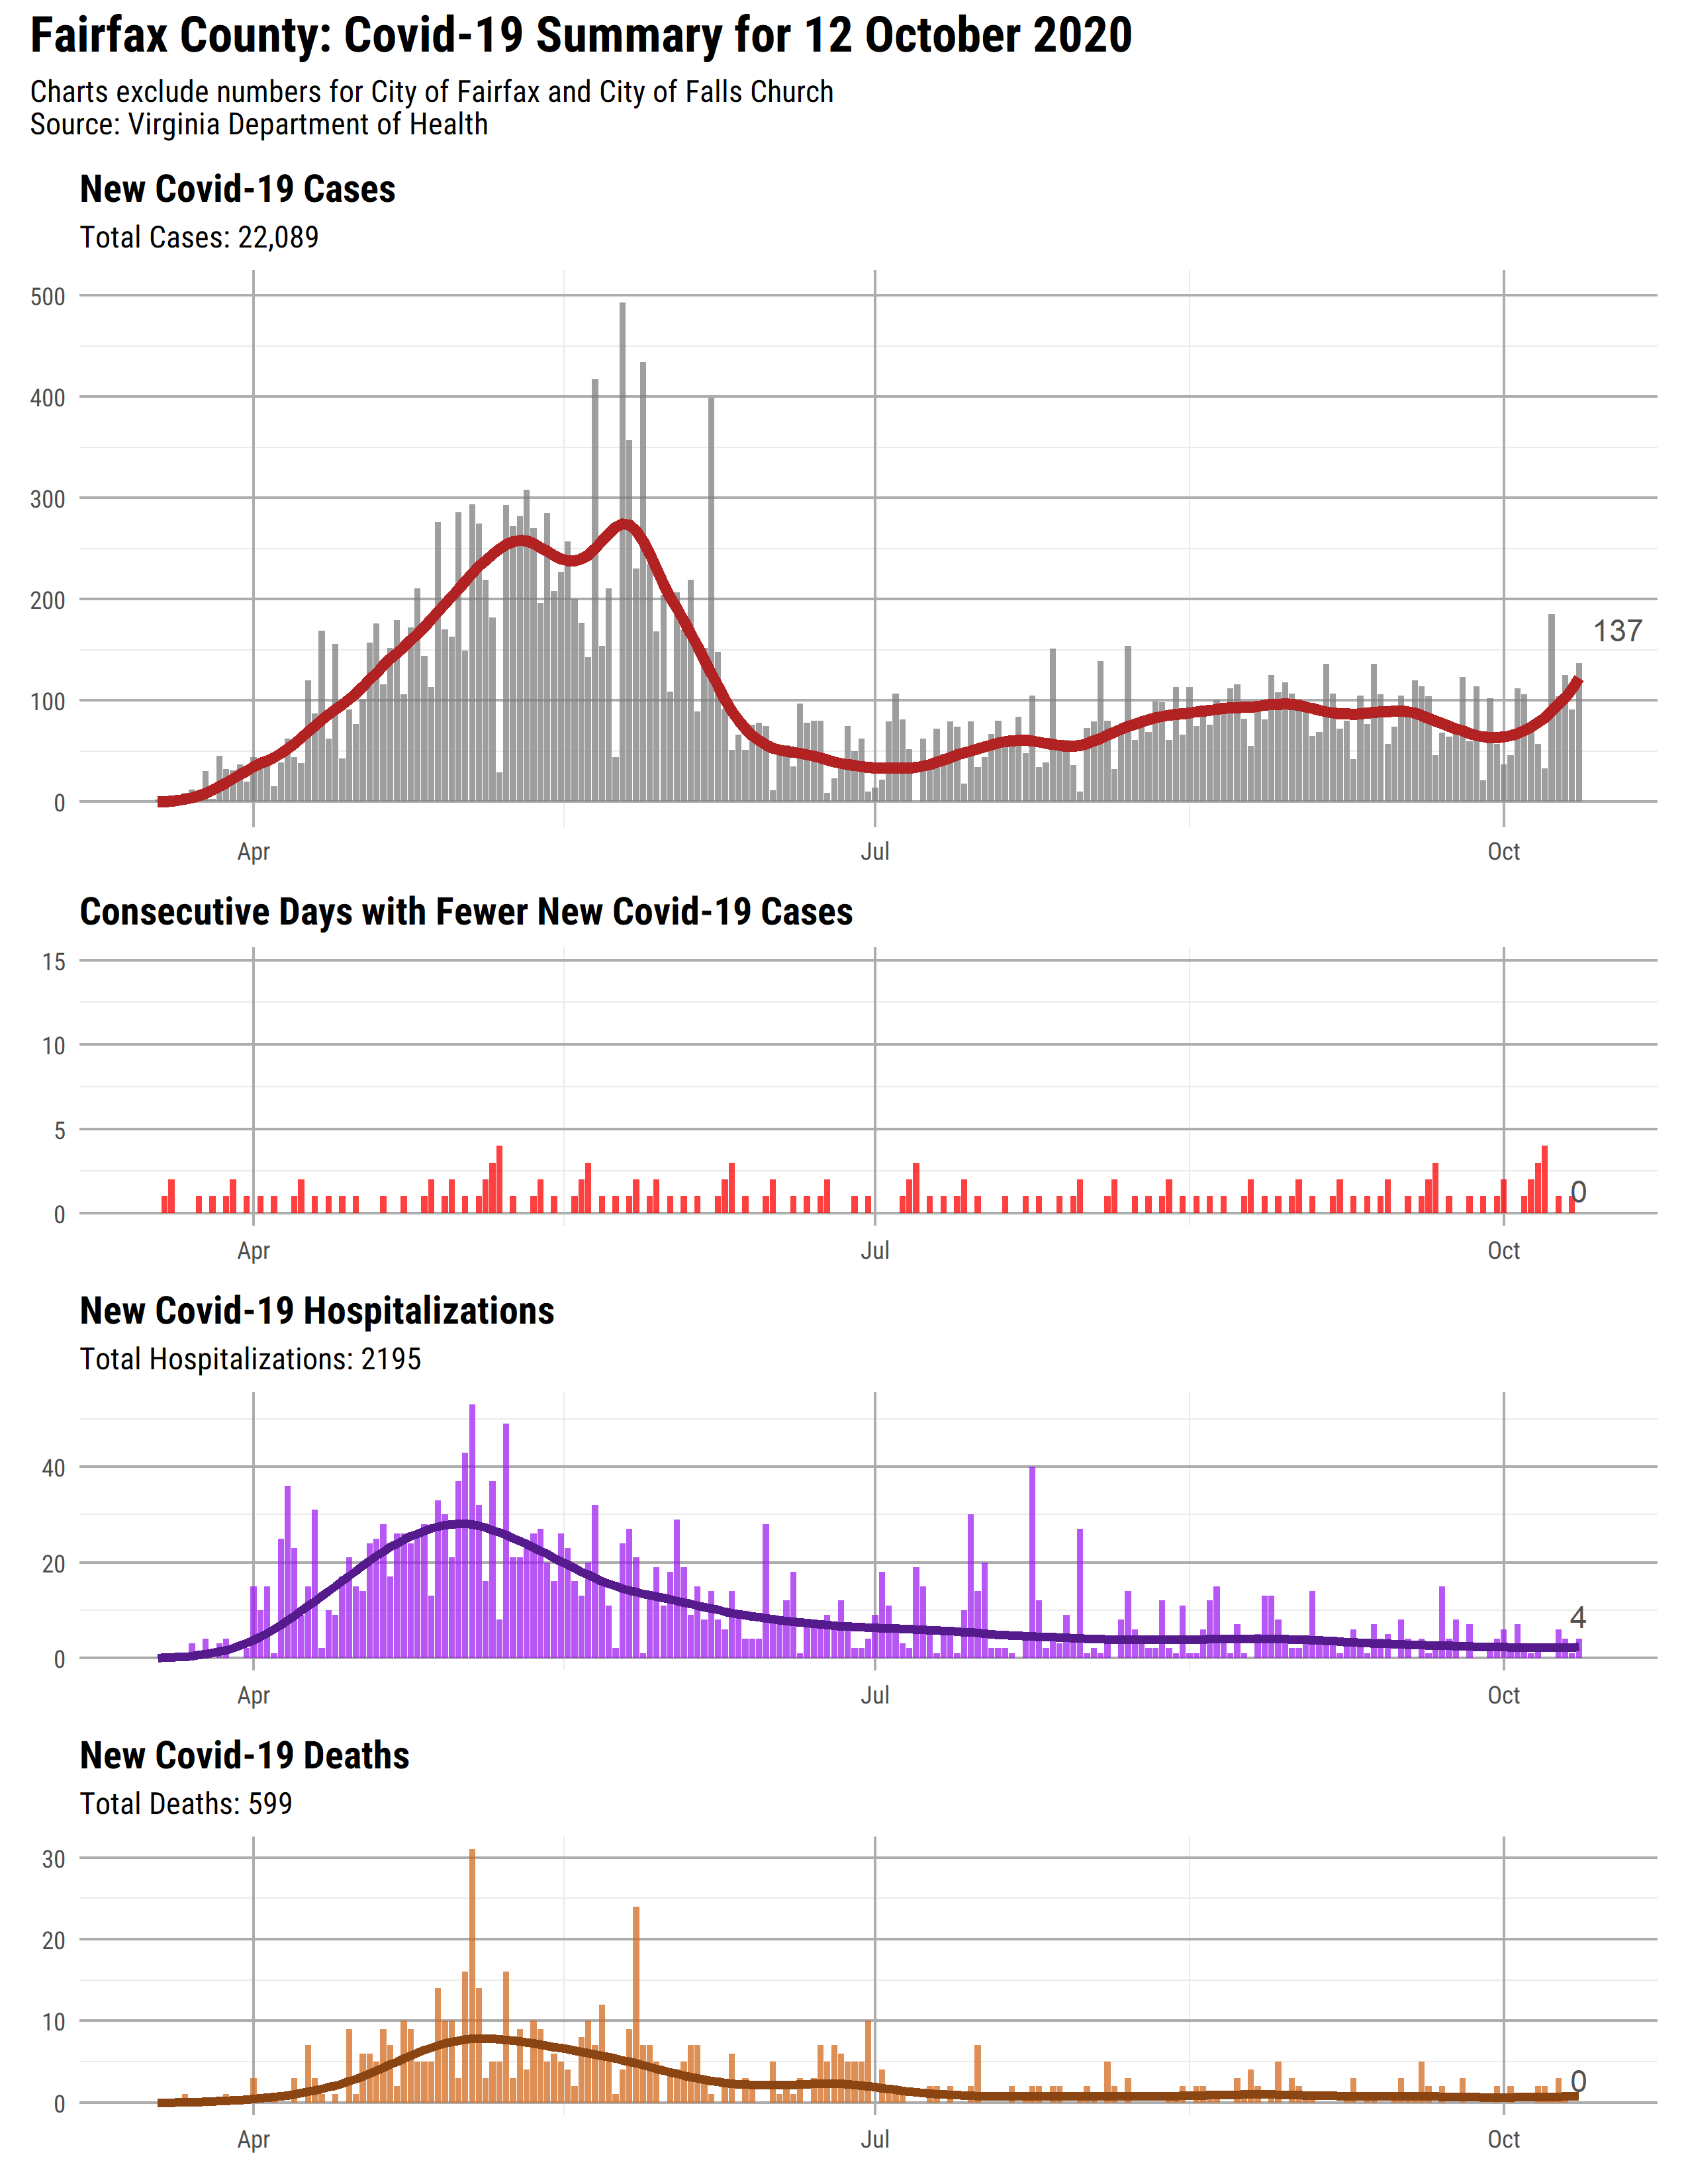 Fairfax County: Covid-19 Summary for 12 October 2020
Charts exclude numbers for City of Fairfax and City of Falls Church
Source: Virginia Department of Health
New Covid-19 Cases
Total Cases: 22,089
500
400
300
200
100
0
137
Apr Jul Oct
Consecutive Days with Fewer New Covid-19 Cases
15
10
5
0
0
Apr Jul Oct
New Covid-19 Hospitalizations
Total Hospitalizations: 2195
40
20
0
4
Apr Jul Oct
New Covid-19 Deaths
Total Deaths: 599
30
20
10
0
0
Apr Jul Oct